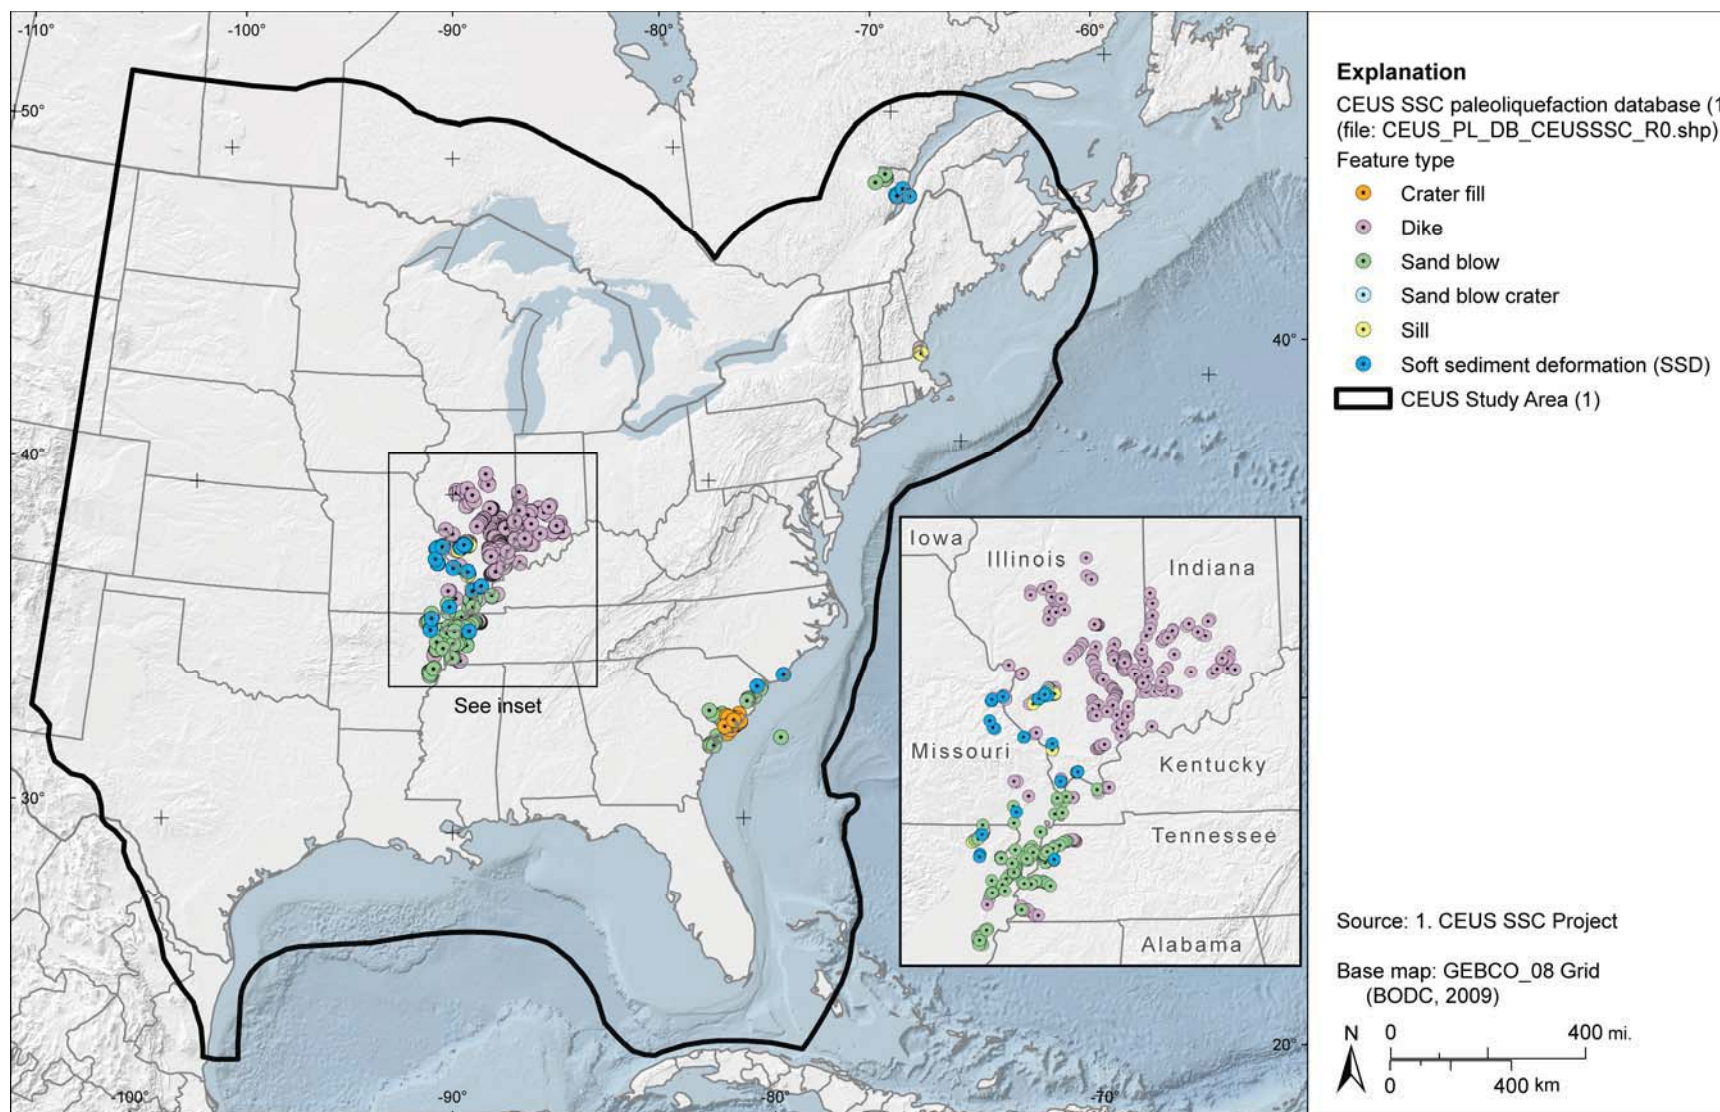 -110°
-100°
-90°
-80°
-70°
-60°
50°
40°
40°
30°
20°
-100°
-90°
-80°
-70°
See inset
Iowa
Illinois
Indiana
Missouri
Kentucky
Tennessee
Alabama
Explanation
CEUS SSC paleoliquefaction database (1
(file: CEUS_PL_DB_CEUSSSC_R0.shp)
Feature type
Crater fill
Dike
Sand blow
Sand blow crater
Sill
Soft sediment deformation (SSD)
CEUS Study Area (1)
Source: 1. CEUS SSC Project
Base map: GEBCO_08 Grid
(BODC, 2009)
N
0 400 mi.
0 400 km